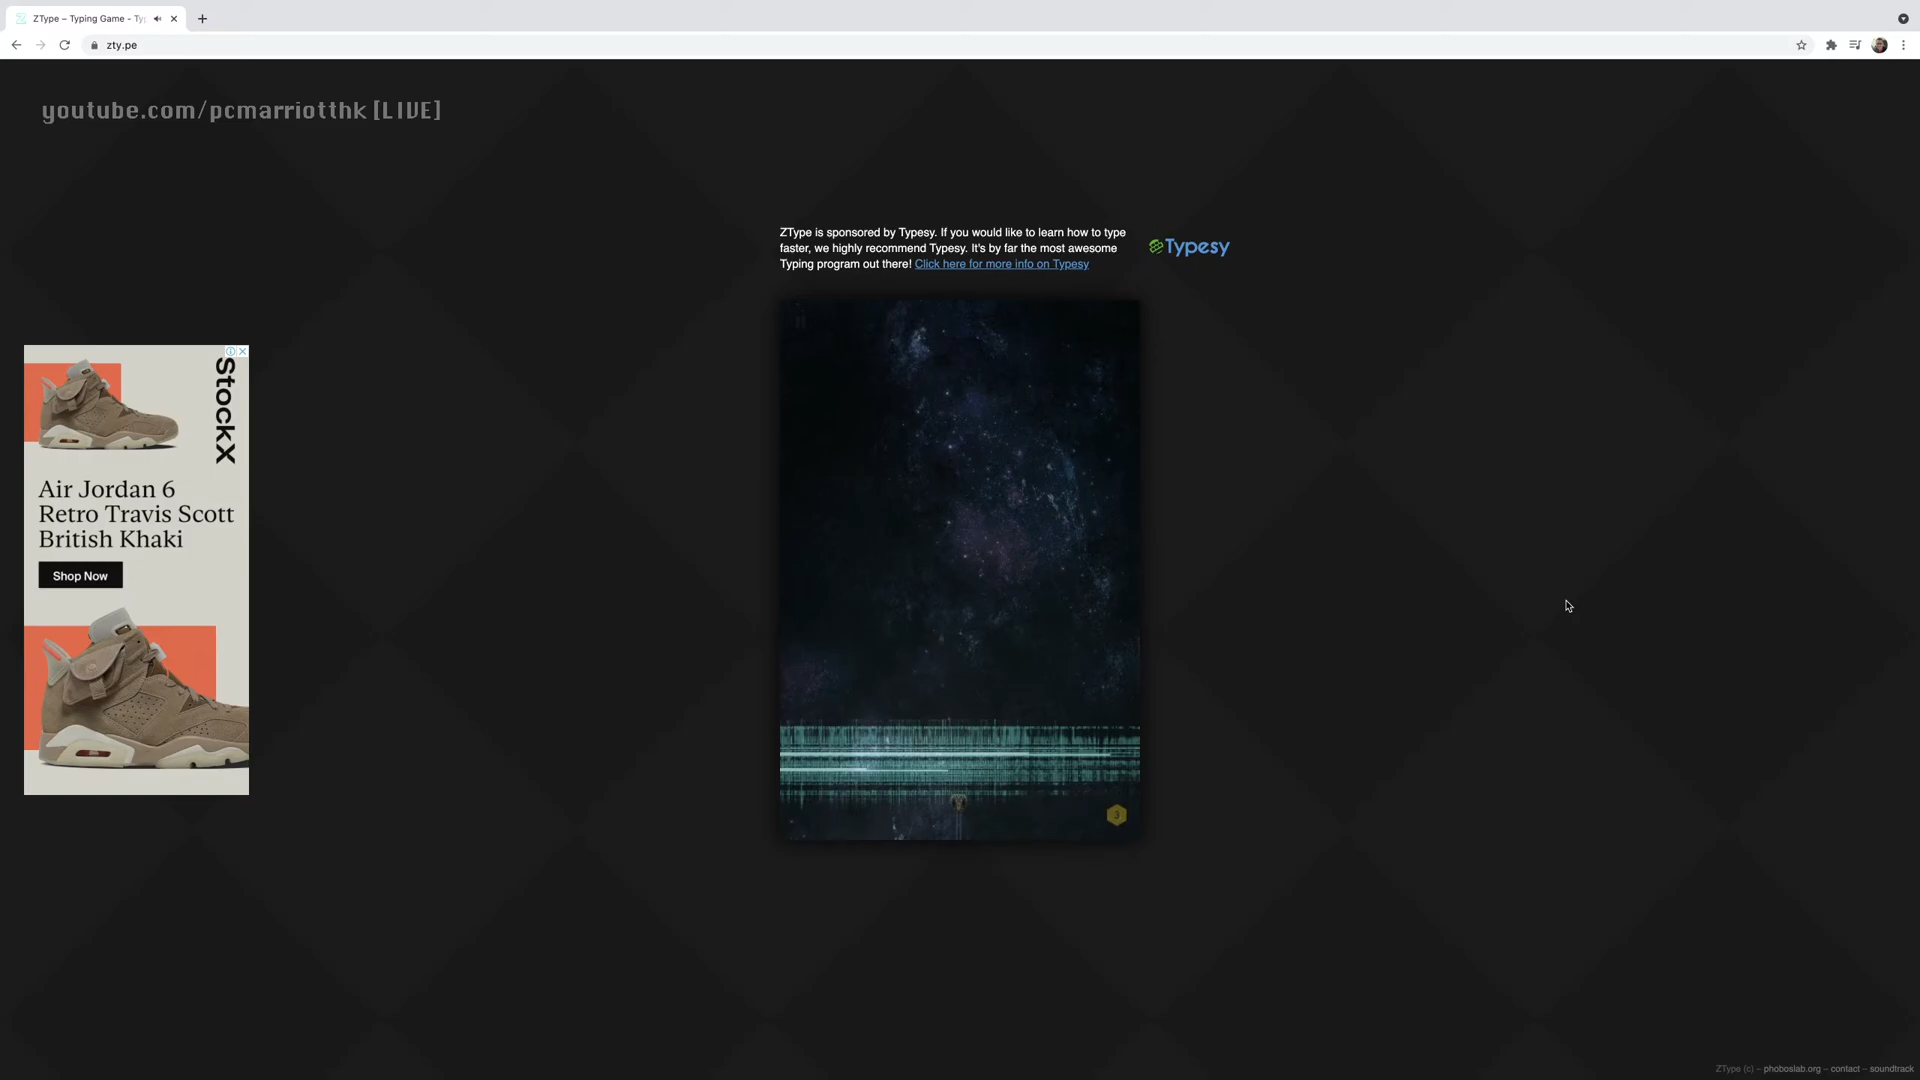 ZType – Typing Game - Ty
zty.pe
youtube.com/pcmarriotthk [LIVE]
ZType is sponsored by Typesy. If you would like to learn how to type
faster, we highly recommend Typesy. It's by far the most awesome
Typing program out there! Click here for more info on Typesy
Typesy
StockX
Air Jordan 6
Retro Travis Scott
British Khaki
Shop Now
3
ZType (c) – phoboslab.org – contact – soundtrack